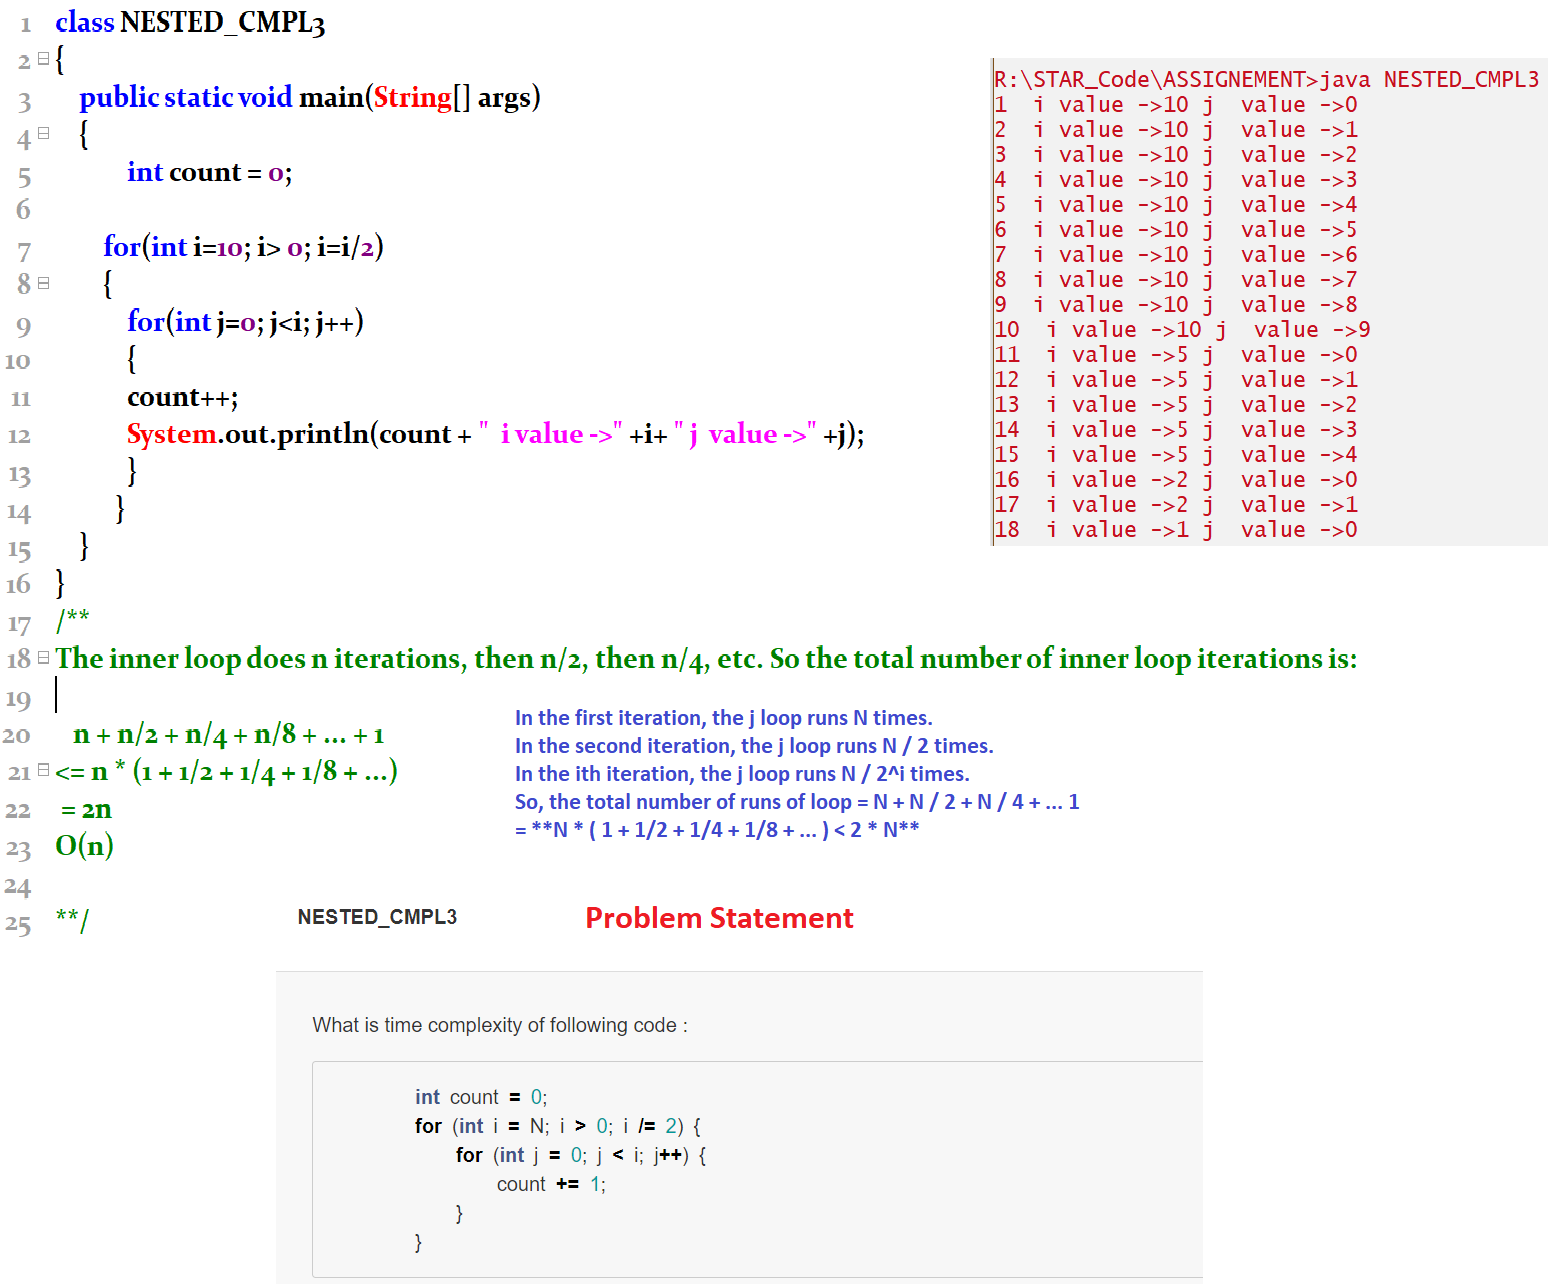 1 class NESTED_CMPL3
2 {
3 public static void main(String[] args)
4 {
5 int count = 0;
6
7 for(int i=10; i> 0; i=i/2)
8 {
9 for(int j=0; j<i; j++)
10 {
11 count++;
12 System.out.println(count + "  i value ->" +i+ " j  value ->" +j);
13 }
14 }
15 }
16 }
17 /**
18 The inner loop does n iterations, then n/2, then n/4, etc. So the total number of inner loop iterations is:
19
20 n + n/2 + n/4 + n/8 + ... + 1
21 <= n * (1 + 1/2 + 1/4 + 1/8 + ...)
22 = 2n
23 O(n)
24
25 **/
R:\STAR_Code\ASSIGNEMENT>java NESTED_CMPL3
1  i value ->10 j  value ->0
2  i value ->10 j  value ->1
3  i value ->10 j  value ->2
4  i value ->10 j  value ->3
5  i value ->10 j  value ->4
6  i value ->10 j  value ->5
7  i value ->10 j  value ->6
8  i value ->10 j  value ->7
9  i value ->10 j  value ->8
10  i value ->10 j  value ->9
11  i value ->5 j  value ->0
12  i value ->5 j  value ->1
13  i value ->5 j  value ->2
14  i value ->5 j  value ->3
15  i value ->5 j  value ->4
16  i value ->2 j  value ->0
17  i value ->2 j  value ->1
18  i value ->1 j  value ->0
In the first iteration, the j loop runs N times.
In the second iteration, the j loop runs N / 2 times.
In the ith iteration, the j loop runs N / 2^i times.
So, the total number of runs of loop = N + N / 2 + N / 4 + ... 1
= **N * ( 1 + 1/2 + 1/4 + 1/8 + ... ) < 2 * N**
NESTED_CMPL3
Problem Statement
What is time complexity of following code :
int count = 0;
for (int i = N; i > 0; i /= 2) {
for (int j = 0; j < i; j++) {
count += 1;
}
}